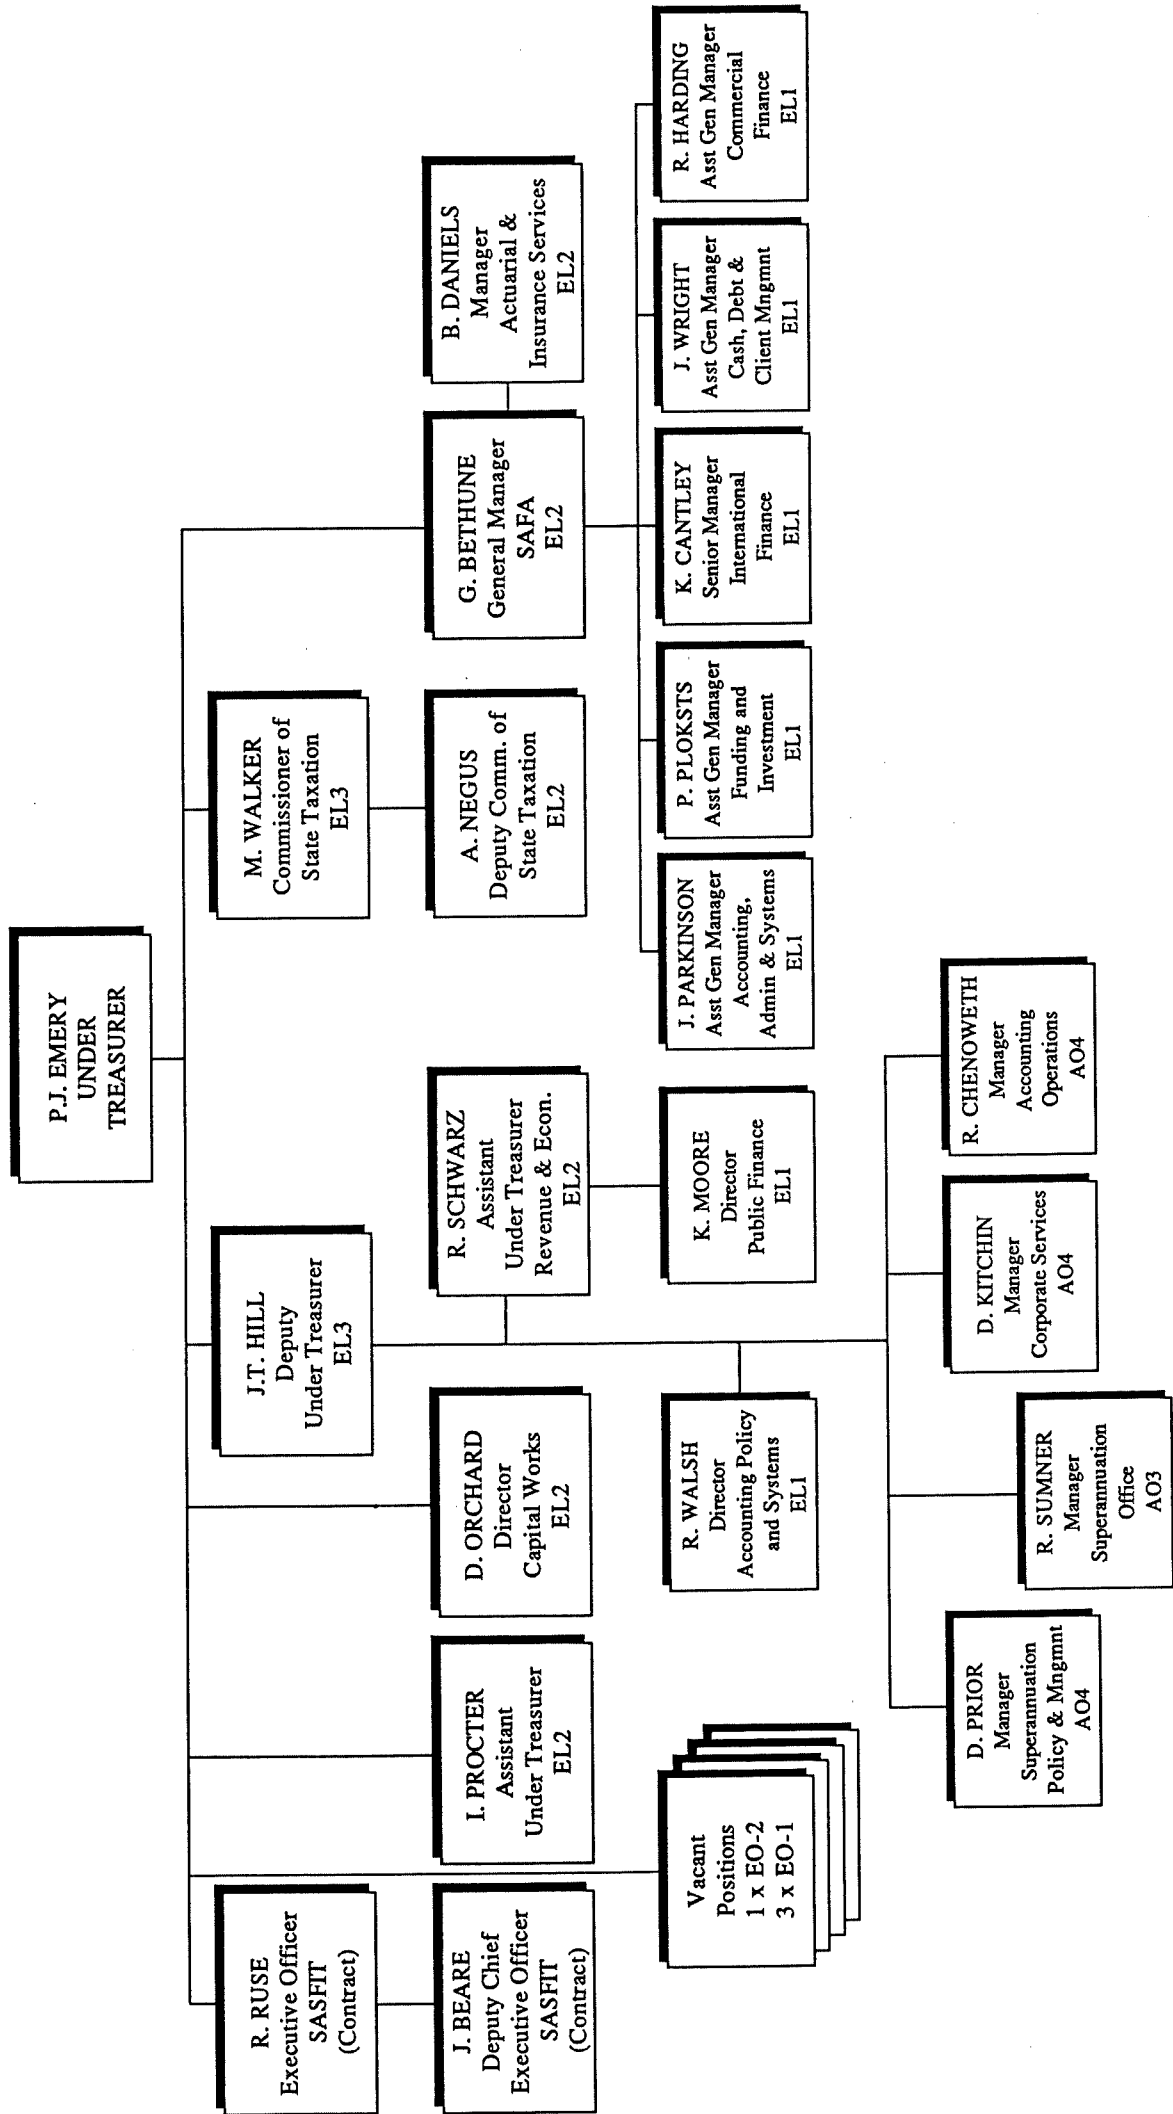 P.J. EMERY
UNDER
TREASURER
R. RUSE
Executive Officer
SASFIT
(Contract)
J.T. HILL
Deputy
Under Treasurer
EL3
M. WALKER
Commissioner of
State Taxation
EL3
J. BEARE
Deputy Chief
Executive Officer
SASFIT
(Contract)
I. PROCTER
Assistant
Under Treasurer
EL2
D. ORCHARD
Director
Capital Works
EL2
R. SCHWARZ
Assistant
Under Treasurer
Revenue & Econ.
EL2
A. NEGUS
Deputy Comm. of
State Taxation
EL2
G. BETHUNE
General Manager
SAFA
EL2
B. DANIELS
Manager
Actuarial &
Insurance Services
EL2
Vacant
Positions
1 x EO-2
3 x EO-1
R. WALSH
Director
Accounting Policy
and Systems
EL1
K. MOORE
Director
Public Finance
EL1
J. PARKINSON
Asst Gen Manager
Accounting,
Admin & Systems
EL1
P. PLOKSTS
Asst Gen Manager
Funding and
Investment
EL1
K. CANTLEY
Senior Manager
International
Finance
EL1
J. WRIGHT
Asst Gen Manager
Cash, Debt &
Client Mngmnt
EL1
R. HARDING
Asst Gen Manager
Commercial
Finance
EL1
D. PRIOR
Manager
Superannuation
Policy & Mngmnt
AO4
R. SUMNER
Manager
Superannuation
Office
AO3
D. KITCHIN
Manager
Corporate Services
AO4
R. CHENOWETH
Manager
Accounting
Operations
AO4